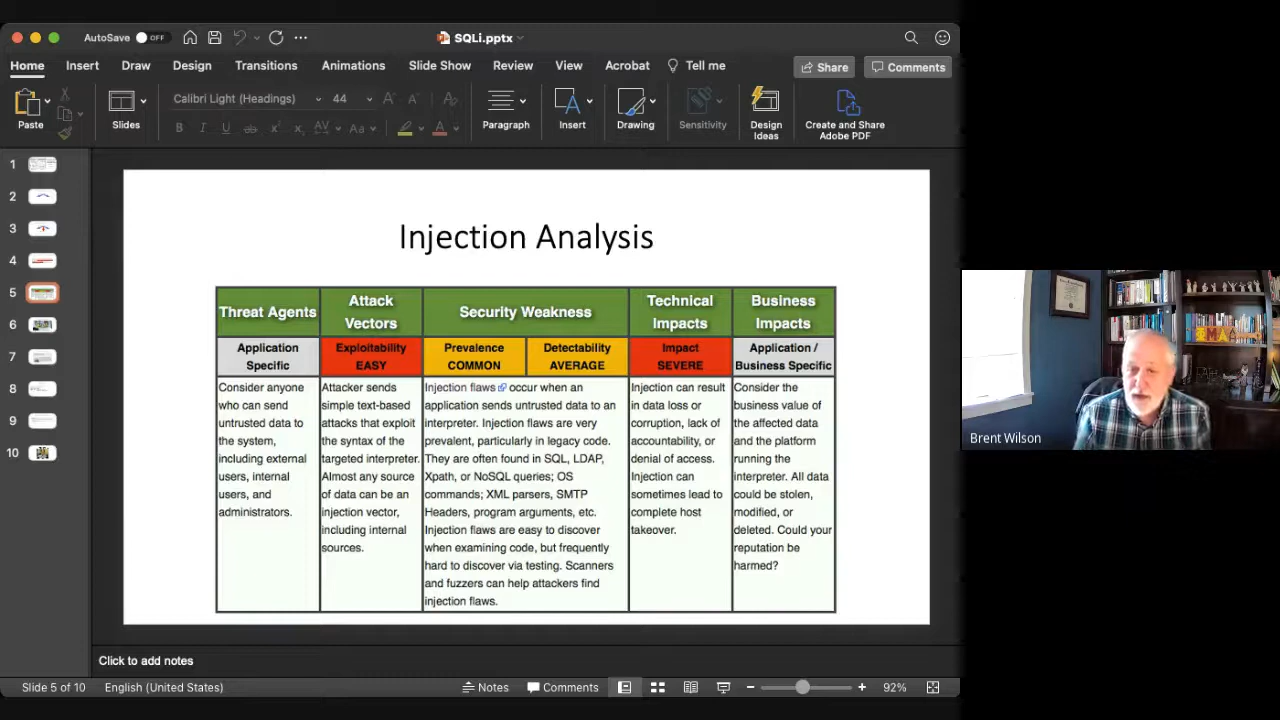 AutoSave OFF
SQLi.pptx
Home Insert Draw Design Transitions Animations Slide Show Review View Acrobat Tell me
Share Comments
Calibri Light (Headings) 44
Paste Slides Paragraph Insert Drawing Sensitivity Design Ideas Create and Share Adobe PDF
1
2
3
4
5
6
7
8
9
10
Injection Analysis
Threat Agents
Attack
Vectors
Security Weakness
Technical
Impacts
Business
Impacts
Application
Specific
Exploitability
EASY
Prevalence
COMMON
Detectability
AVERAGE
Impact
SEVERE
Application /
Business Specific
Consider anyone
who can send
untrusted data to
the system,
including external
users, internal
users, and
administrators.
Attacker sends
simple text-based
attacks that exploit
the syntax of the
targeted interpreter.
Almost any source
of data can be an
injection vector,
including internal
sources.
Injection flaws occur when an
application sends untrusted data to an
interpreter. Injection flaws are very
prevalent, particularly in legacy code.
They are often found in SQL, LDAP,
Xpath, or NoSQL queries; OS
commands; XML parsers, SMTP
Headers, program arguments, etc.
Injection flaws are easy to discover
when examining code, but frequently
hard to discover via testing. Scanners
and fuzzers can help attackers find
injection flaws.
Injection can result
in data loss or
corruption, lack of
accountability, or
denial of access.
Injection can
sometimes lead to
complete host
takeover.
Consider the
business value of
the affected data
and the platform
running the
interpreter. All data
could be stolen,
modified, or
deleted. Could your
reputation be
harmed?
Brent Wilson
Click to add notes
Slide 5 of 10 English (United States) Notes Comments 92%